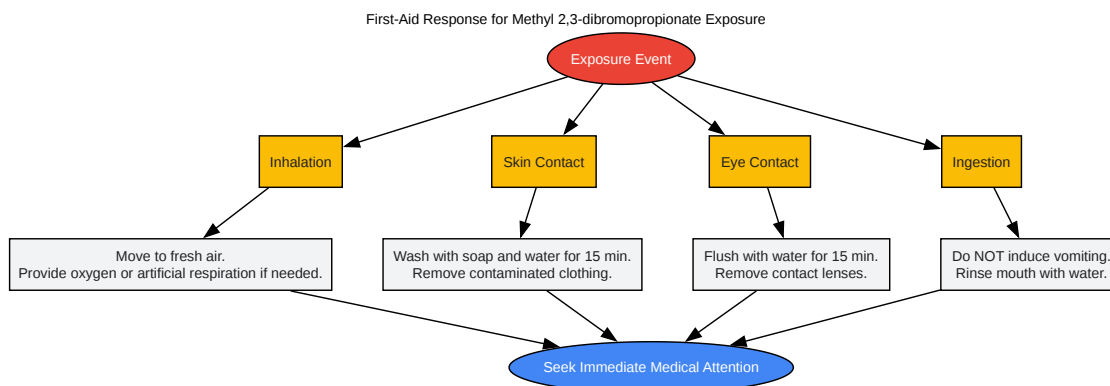 First-Aid Response for Methyl 2,3-dibromopropionate Exposure
Exposure Event
Inhalation
Skin Contact
Eye Contact
Ingestion
Move to fresh air.
Provide oxygen or artificial respiration if needed.
Wash with soap and water for 15 min.
Remove contaminated clothing.
Flush with water for 15 min.
Remove contact lenses.
Do NOT induce vomiting.
Rinse mouth with water.
Seek Immediate Medical Attention